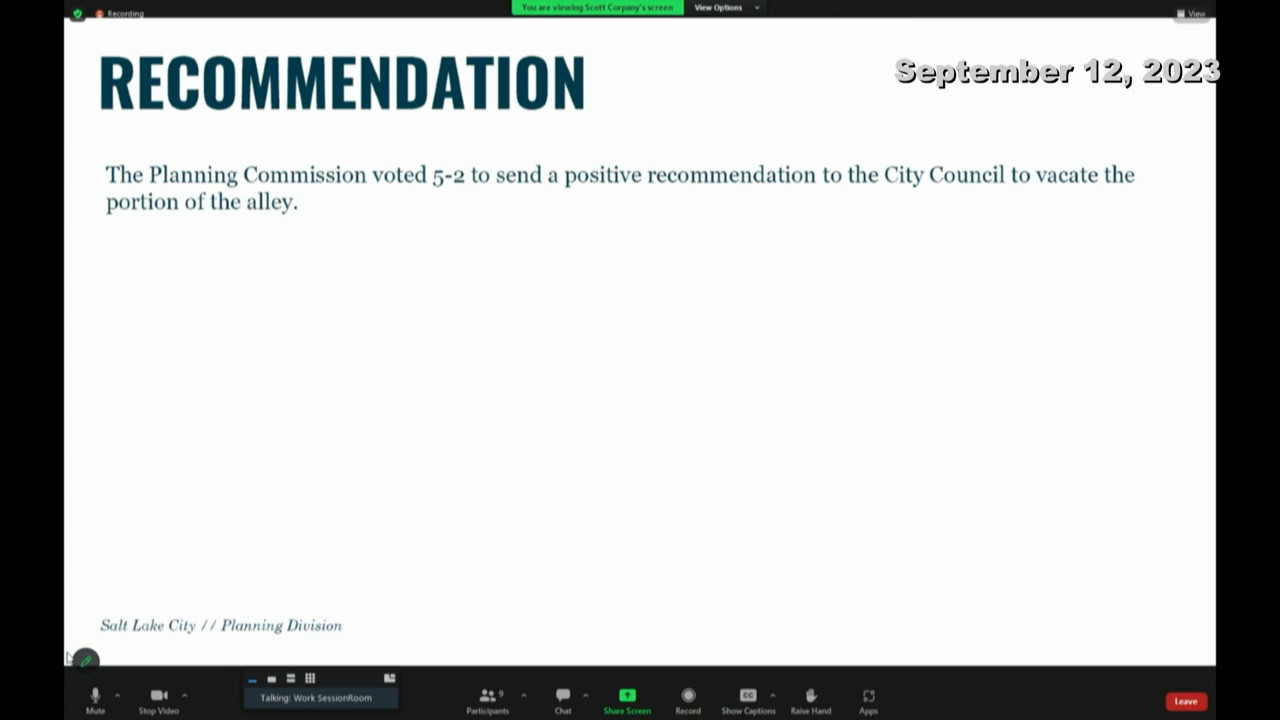 Recording
You are viewing Scott Corpany's screen
View Options
View
RECOMMENDATION
September 12, 2023
The Planning Commission voted 5-2 to send a positive recommendation to the City Council to vacate the
portion of the alley.
Salt Lake City // Planning Division
Talking: Work SessionRoom
Mute
Stop Video
Participants
9
Chat
Share Screen
Record
CC
Show Captions
Raise Hand
Apps
Leave